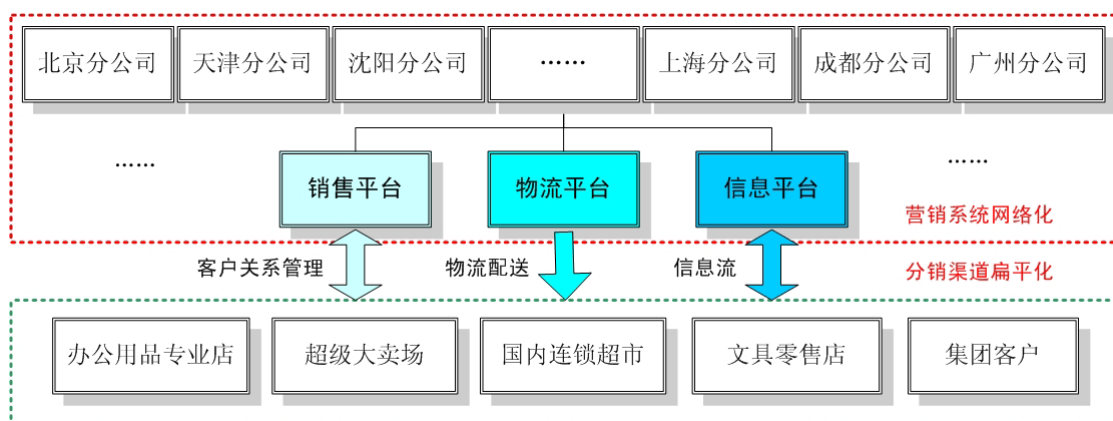 北京分公司
天津分公司
沈阳分公司
……
上海分公司
成都分公司
广州分公司
……
销售平台
物流平台
信息平台
……
营销系统网络化
客户关系管理
物流配送
信息流
分销渠道扁平化
办公用品专业店
超级大卖场
国内连锁超市
文具零售店
集团客户